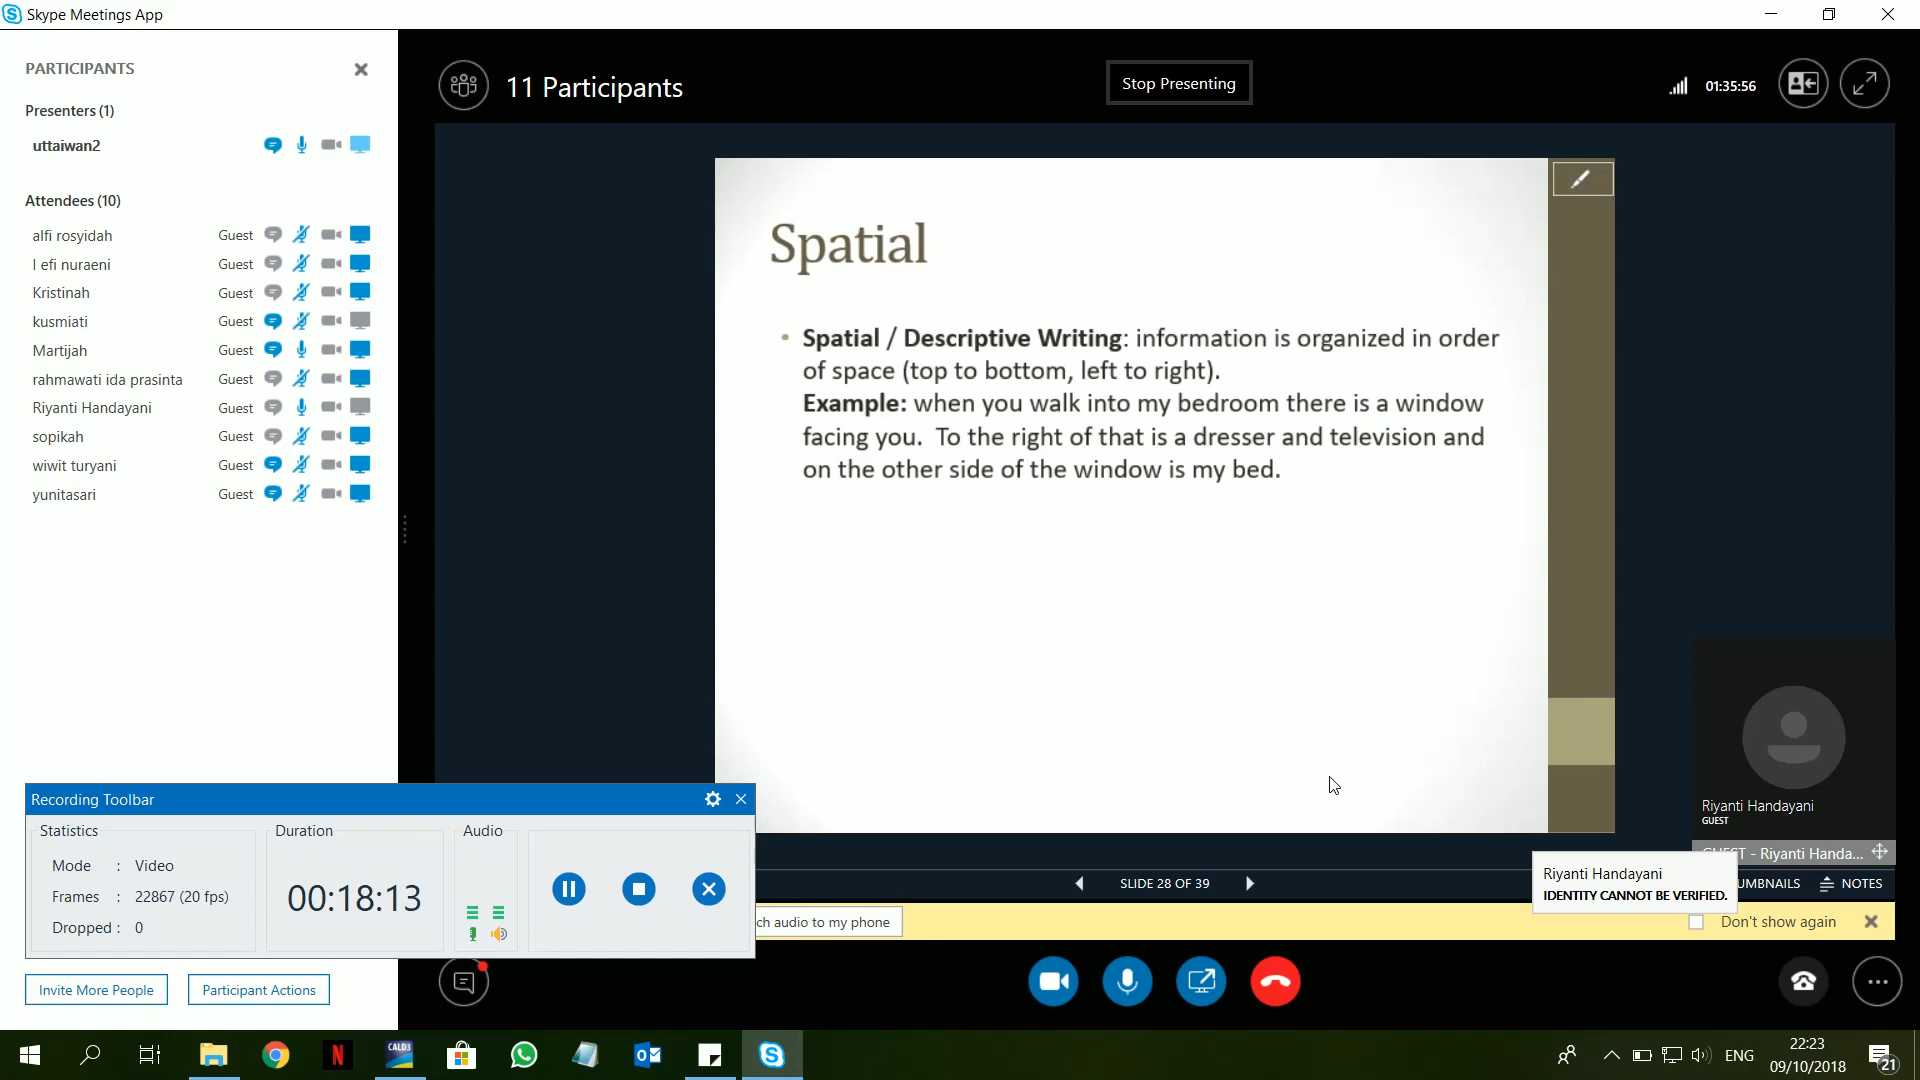 Skype Meetings App
PARTICIPANTS
Presenters (1)
uttaiwan2
Attendees (10)
alfi rosyidah Guest
I efi nuraeni Guest
Kristinah Guest
kusmiati Guest
Martijah Guest
rahmawati ida prasinta Guest
Riyanti Handayani Guest
sopikah Guest
wiwit turyani Guest
yunitasari Guest
11 Participants
Stop Presenting
01:35:56
Spatial
• Spatial / Descriptive Writing: information is organized in order
of space (top to bottom, left to right).
Example: when you walk into my bedroom there is a window
facing you. To the right of that is a dresser and television and
on the other side of the window is my bed.
Riyanti Handayani
GUEST
GUEST - Riyanti Handa...
Riyanti Handayani
IDENTITY CANNOT BE VERIFIED.
SLIDE 28 OF 39
UMBNAILS
NOTES
ch audio to my phone
Don't show again
Recording Toolbar
Statistics
Mode : Video
Frames : 22867 (20 fps)
Dropped : 0
Duration
00:18:13
Audio
Invite More People
Participant Actions
N
CALD3
ENG
22:23
09/10/2018
21